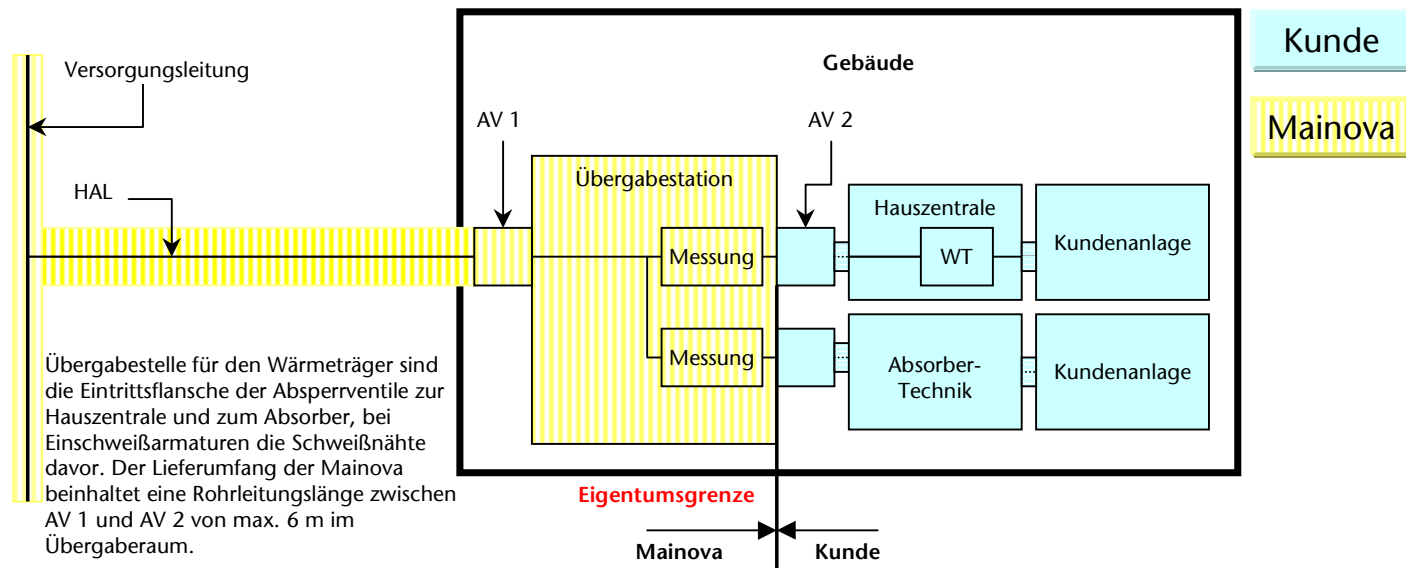 Versorgungsleitung
HAL
AV 1
Gebäude
AV 2
Kunde
Mainova
Übergabestation
Messung
Messung
Hauszentrale
WT
Kundenanlage
Absorber-
Technik
Kundenanlage
Übergabestelle für den Wärmeträger sind
die Eintrittsflansche der Absperrventile zur
Hauszentrale und zum Absorber, bei
Einschweißarmaturen die Schweißnähte
davor. Der Lieferumfang der Mainova
beinhaltet eine Rohrleitungslänge zwischen
AV 1 und AV 2 von max. 6 m im
Übergaberaum.
Eigentumsgrenze
Mainova
Kunde